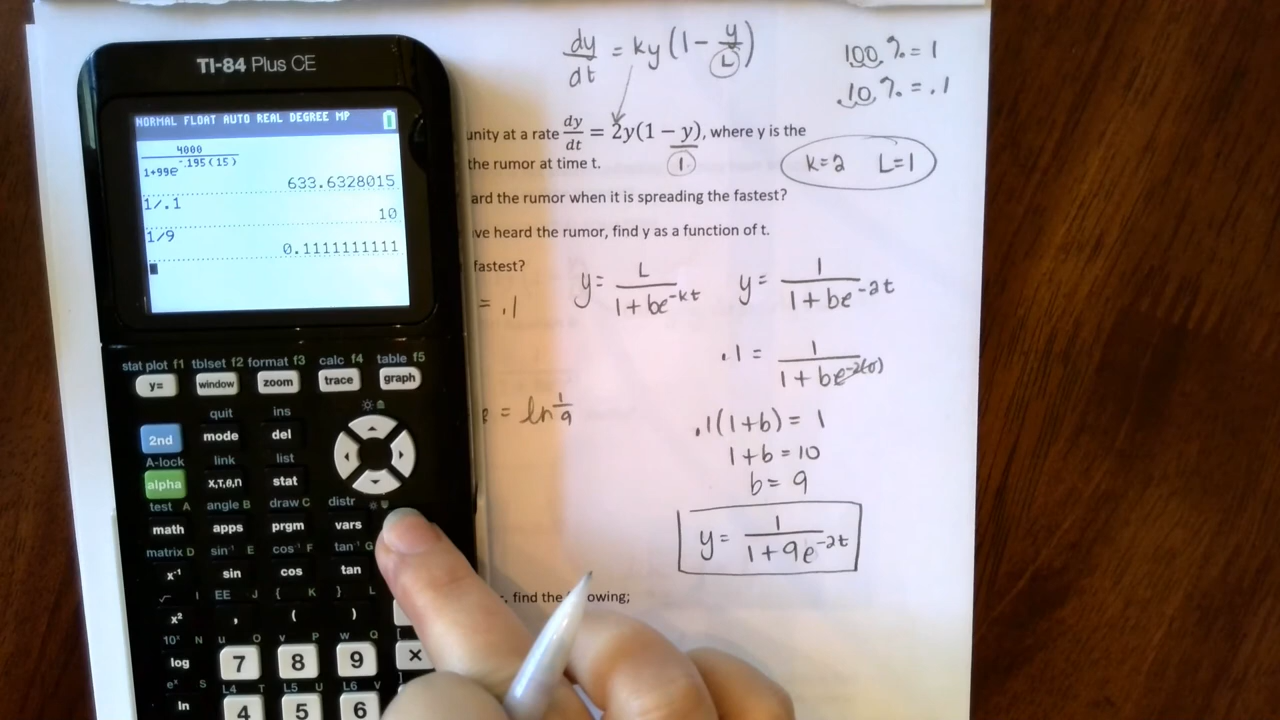 TI-84 Plus CE
NORMAL FLOAT AUTO REAL DEGREE MP
4000
1+99e^-.195(15)
633.6328015
1/.1
10
1/9
0.1111111111
stat plot f1 tblset f2 format f3 calc f4 table f5
y= window zoom trace graph
quit ins
2nd mode del
A-lock link list
alpha X,T,θ,n stat
test A angle B draw C distr
math apps prgm vars
matrix D sin⁻¹ E cos⁻¹ F tan⁻¹ G
x⁻¹ sin cos tan
√ I EE J { K } L
x² , ( )
10ˣ N u O v P w Q [
log 7 8 9 ×
eˣ S L4 T L5 U L6 V
ln 4 5 6
dy/dt = ky(1 - y/L)
100% = 1
10% = .1
unity at a rate dy/dt = 2y(1 − y), where y is the
1
the rumor at time t.
k=2 L=1
ard the rumor when it is spreading the fastest?
ve heard the rumor, find y as a function of t.
fastest?
= .1
y = L/(1 + be^-kt)
y = 1/(1 + be^-2t)
.1 = 1/(1 + be^-2(0))
= ln 1/9
.1(1+b) = 1
1+b = 10
b = 9
y = 1/(1+9e^-2t)
, find the owing;